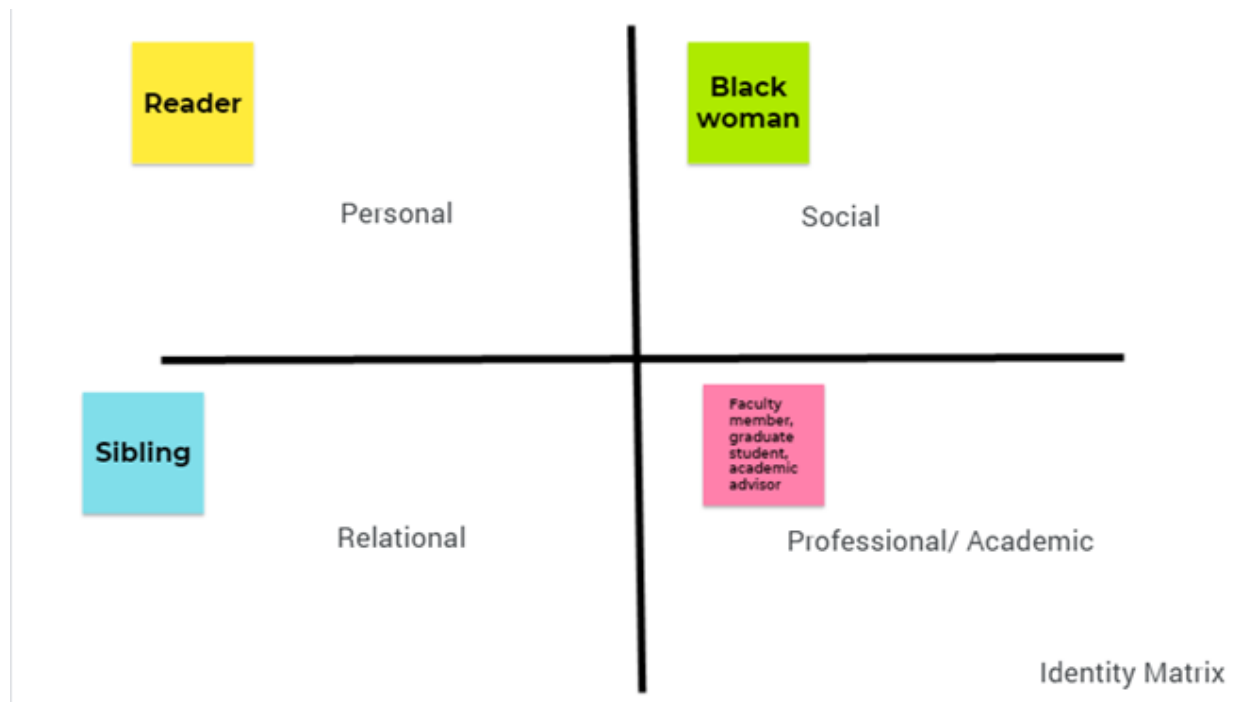 Reader
Black
woman
Personal
Social
Sibling
Faculty
member,
graduate
student,
academic
advisor
Relational
Professional/ Academic
Identity Matrix